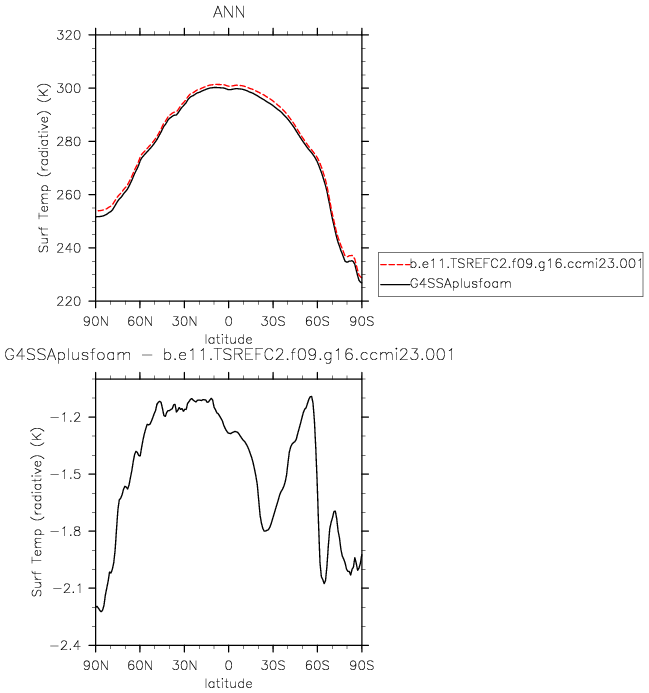 ANN
320
300
280
260
240
220
Surf Temp (radiative) (K)
90N 60N 30N 0 30S 60S 90S
latitude
b.e11.TSREFC2.f09.g16.ccmi23.001
G4SSAplusfoam
G4SSAplusfoam − b.e11.TSREFC2.f09.g16.ccmi23.001
−1.2
−1.5
−1.8
−2.1
−2.4
Surf Temp (radiative) (K)
90N 60N 30N 0 30S 60S 90S
latitude